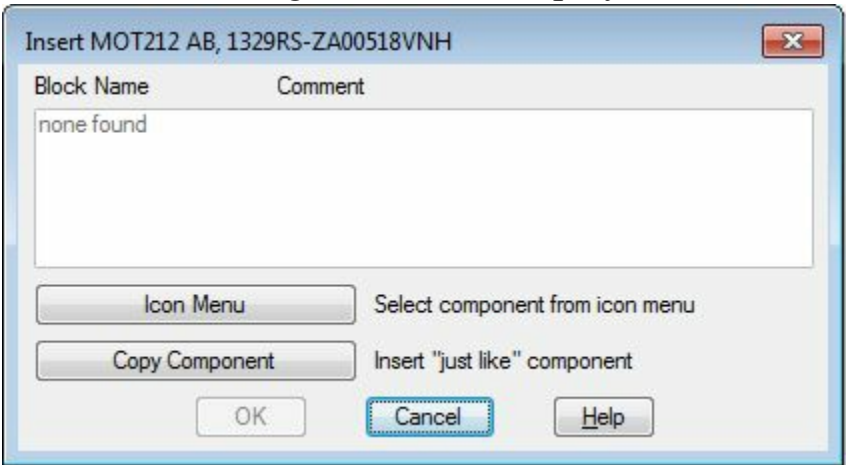 Insert MOT212 AB, 1329RS-ZA00518VNH
Block Name Comment
none found
Icon Menu Select component from icon menu
Copy Component Insert "just like" component
OK Cancel Help